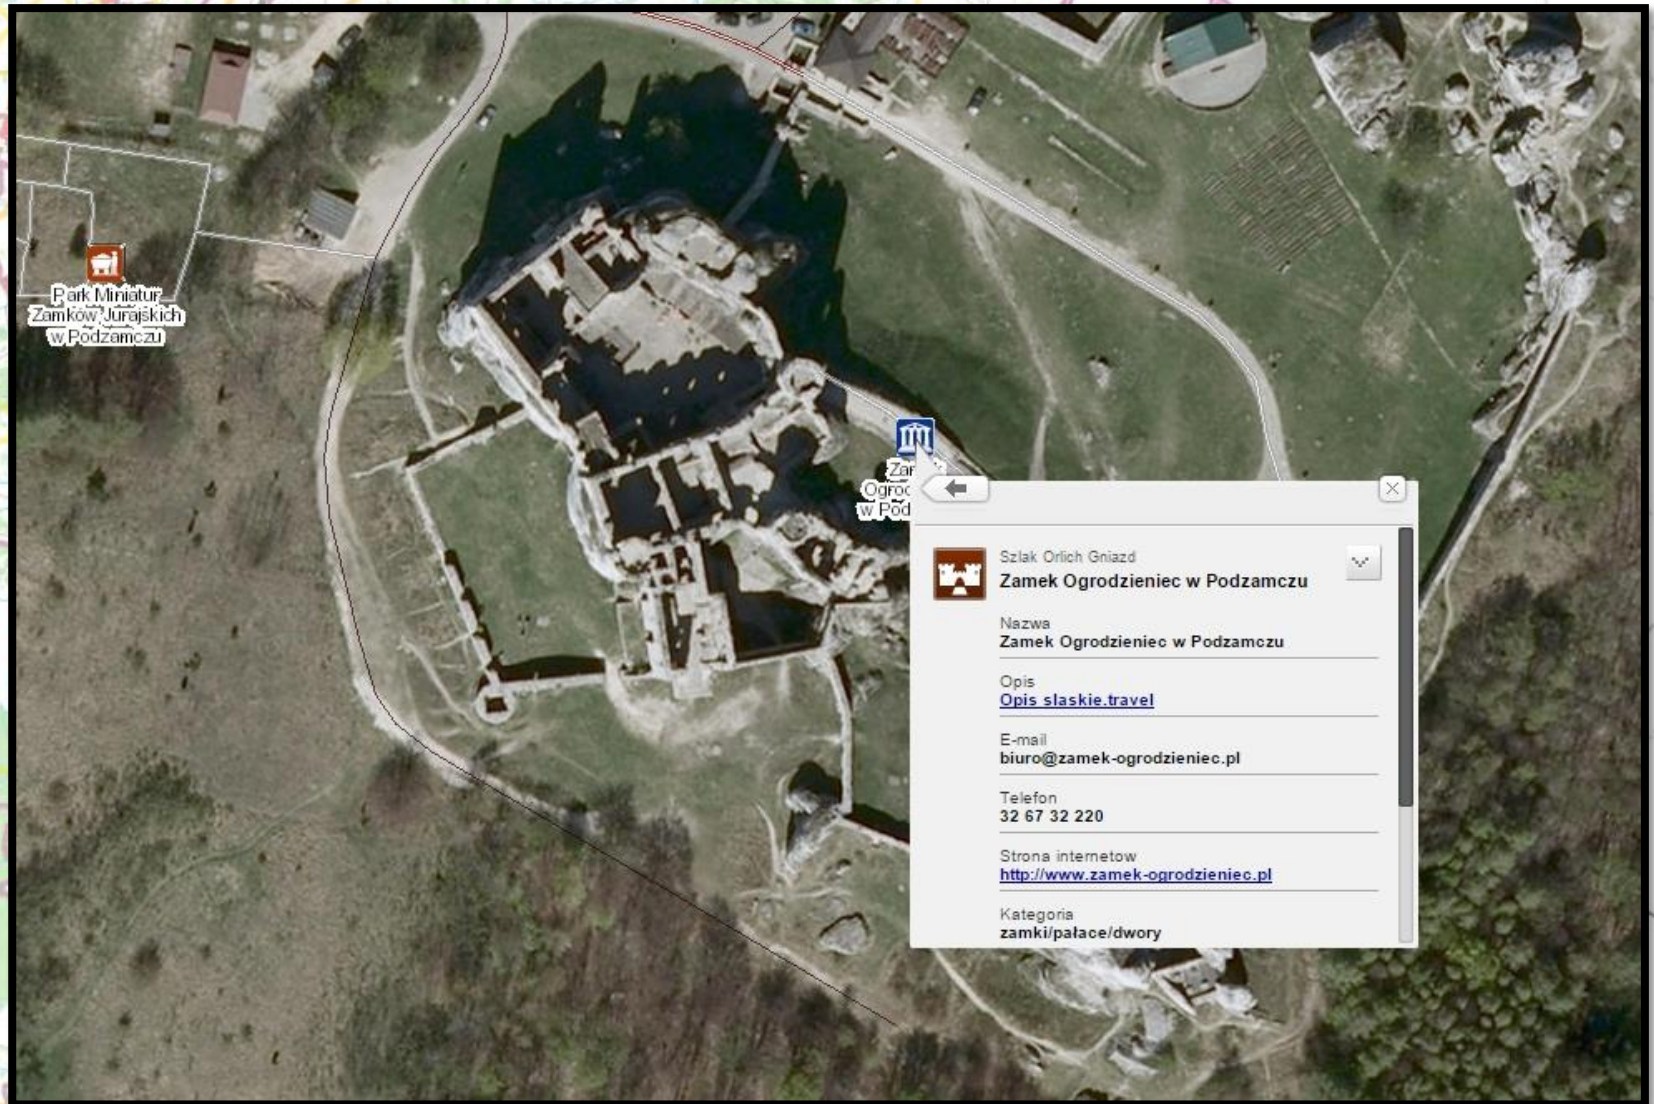 Park Miniatur
Zamków Jurajskich
w Podzamczu
Szlak Orlich Gniazd
Zamek Ogrodzieniec w Podzamczu
Nazwa
Zamek Ogrodzieniec w Podzamczu
Opis
Opis slaskie.travel
E-mail
biuro@zamek-ogrodzieniec.pl
Telefon
32 67 32 220
Strona internetow
http://www.zamek-ogrodzieniec.pl
Kategoria
zamki/pałace/dwory